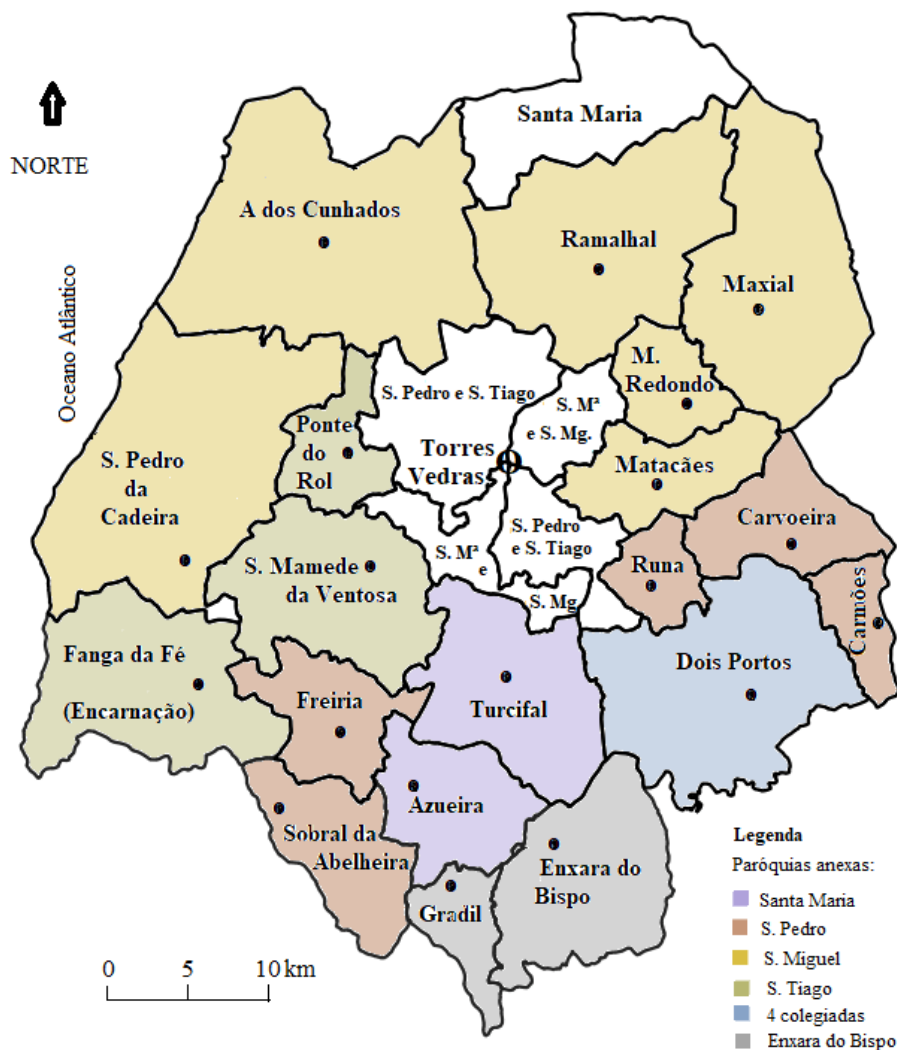 Santa Maria
NORTE
A dos Cunhados
Ramalhal
Maxial
Oceano Atlântico
M.
Redondo
S. Pedro e S. Tiago
S. Mª
e S. Mg.
Ponte
do
Rol
Torres
Vedras
Matacães
S. Pedro
da
Cadeira
Carvoeira
S. Pedro
e S. Tiago
S. Mª
e
S. Mg
Runa
S. Mamede
da Ventosa
Carmões
Fanga da Fé
(Encarnação)
Dois Portos
Freiria
Turcifal
Azueira
Sobral da
Abelheira
Enxara do
Bispo
Gradil
0 5 10 km
Legenda
Paróquias anexas:
Santa Maria
S. Pedro
S. Miguel
S. Tiago
4 colegiadas
Enxara do Bispo